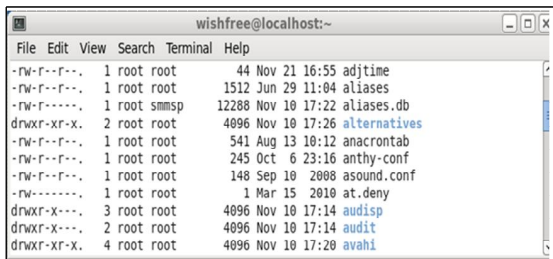 wishfree@localhost:~
File Edit View Search Terminal Help
-rw-r--r--. 1 root root 44 Nov 21 16:55 adjtime
-rw-r--r--. 1 root root 1512 Jun 29 11:04 aliases
-rw-r-----. 1 root smmsp 12288 Nov 10 17:22 aliases.db
drwxr-xr-x. 2 root root 4096 Nov 10 17:26 alternatives
-rw-r--r--. 1 root root 541 Aug 13 10:12 anacrontab
-rw-r--r--. 1 root root 245 Oct 6 23:16 anthy-conf
-rw-r--r--. 1 root root 148 Sep 10 2008 asound.conf
-rw-------. 1 root root 1 Mar 15 2010 at.deny
drwxr-x---. 3 root root 4096 Nov 10 17:14 audisp
drwxr-x---. 2 root root 4096 Nov 10 17:14 audit
drwxr-xr-x. 4 root root 4096 Nov 10 17:20 avahi